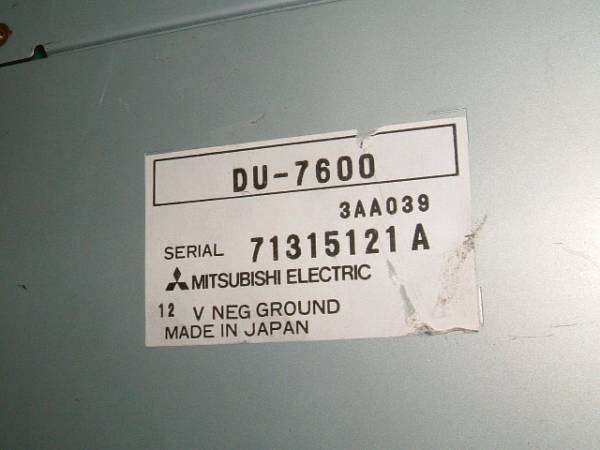 DU-7600
3AA039
SERIAL 71315121 A
MITSUBISHI ELECTRIC
12 V NEG GROUND
MADE IN JAPAN